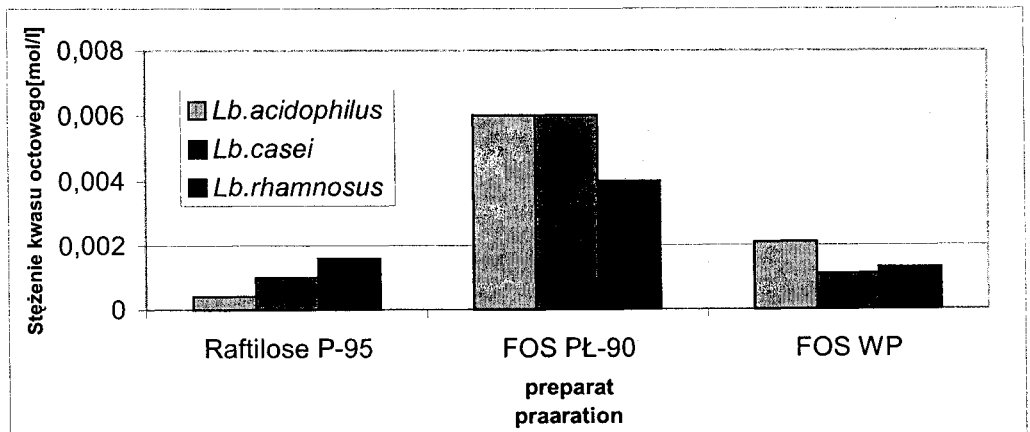 Stężenie kwasu octowego[mol/l]
0,008
0,006
0,004
0,002
0
Lb.acidophilus
Lb.casei
Lb.rhamnosus
Raftilose P-95
FOS PŁ-90
FOS WP
preparat
praaration